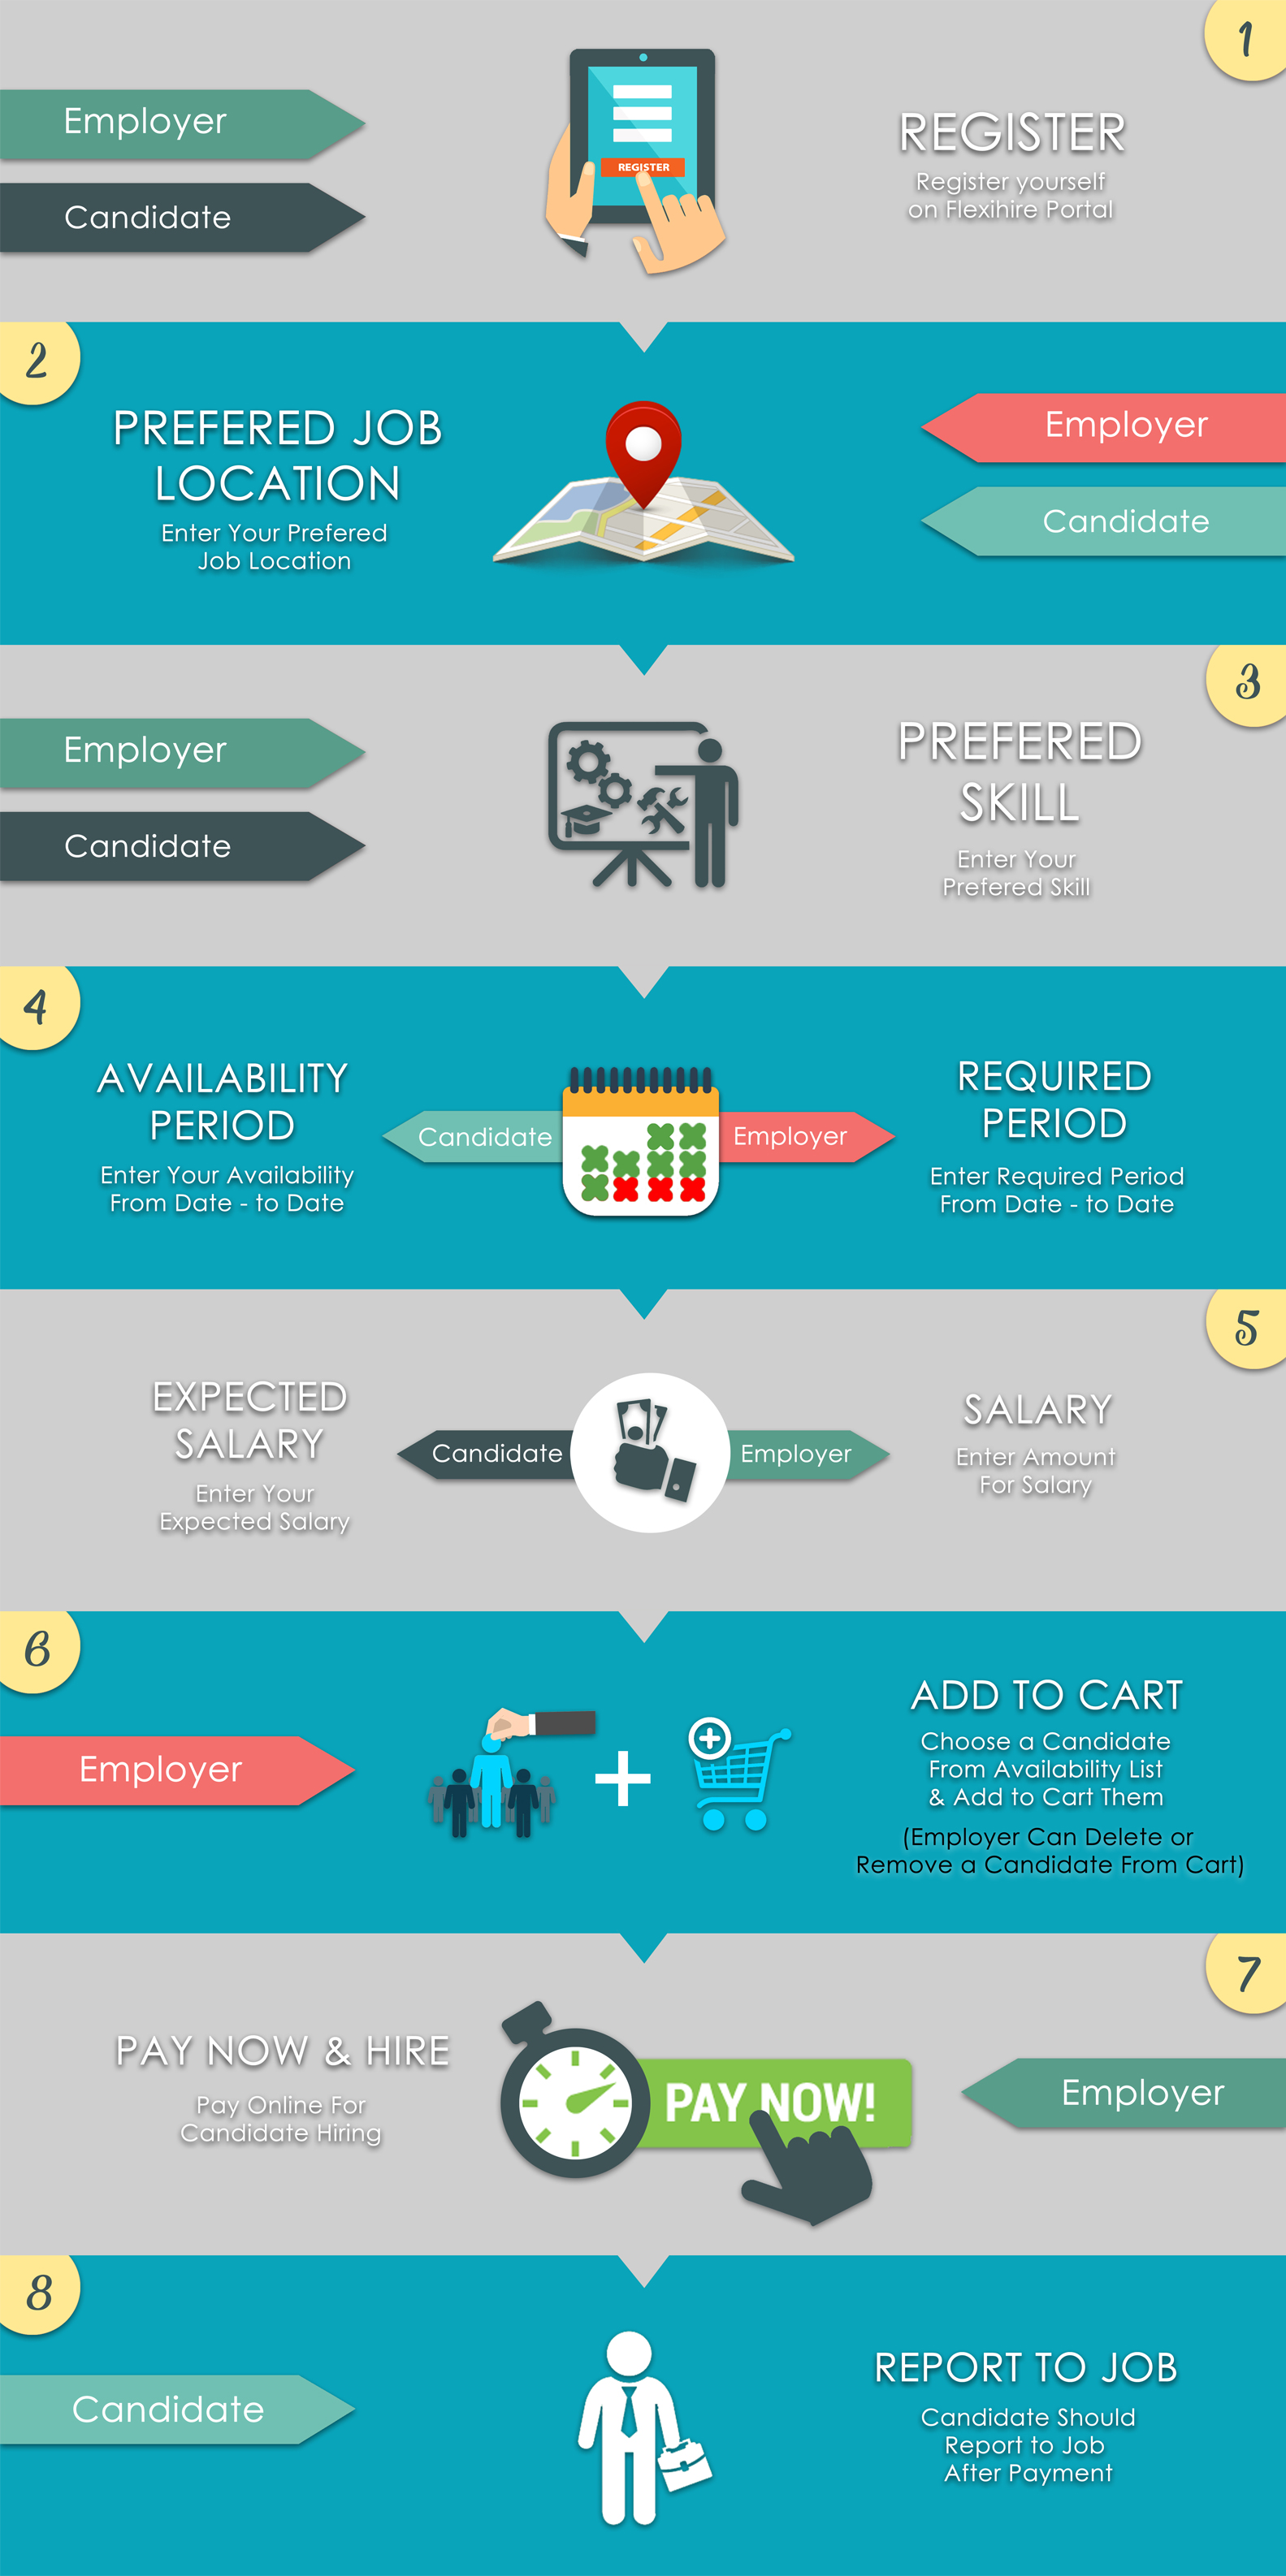 1
Employer
Candidate
REGISTER
REGISTER
Register yourself
on Flexihire Portal
2
PREFERED JOB
LOCATION
Enter Your Prefered
Job Location
Employer
Candidate
3
Employer
Candidate
PREFERED
SKILL
Enter Your
Prefered Skill
4
AVAILABILITY
PERIOD
Enter Your Availability
From Date - to Date
Candidate
Employer
REQUIRED
PERIOD
Enter Required Period
From Date - to Date
5
EXPECTED
SALARY
Enter Your
Expected Salary
Candidate
Employer
SALARY
Enter Amount
For Salary
6
Employer
ADD TO CART
Choose a Candidate
From Availability List
& Add to Cart Them
(Employer Can Delete or
Remove a Candidate From Cart)
7
PAY NOW & HIRE
Pay Online For
Candidate Hiring
PAY NOW!
Employer
8
Candidate
REPORT TO JOB
Candidate Should
Report to Job
After Payment